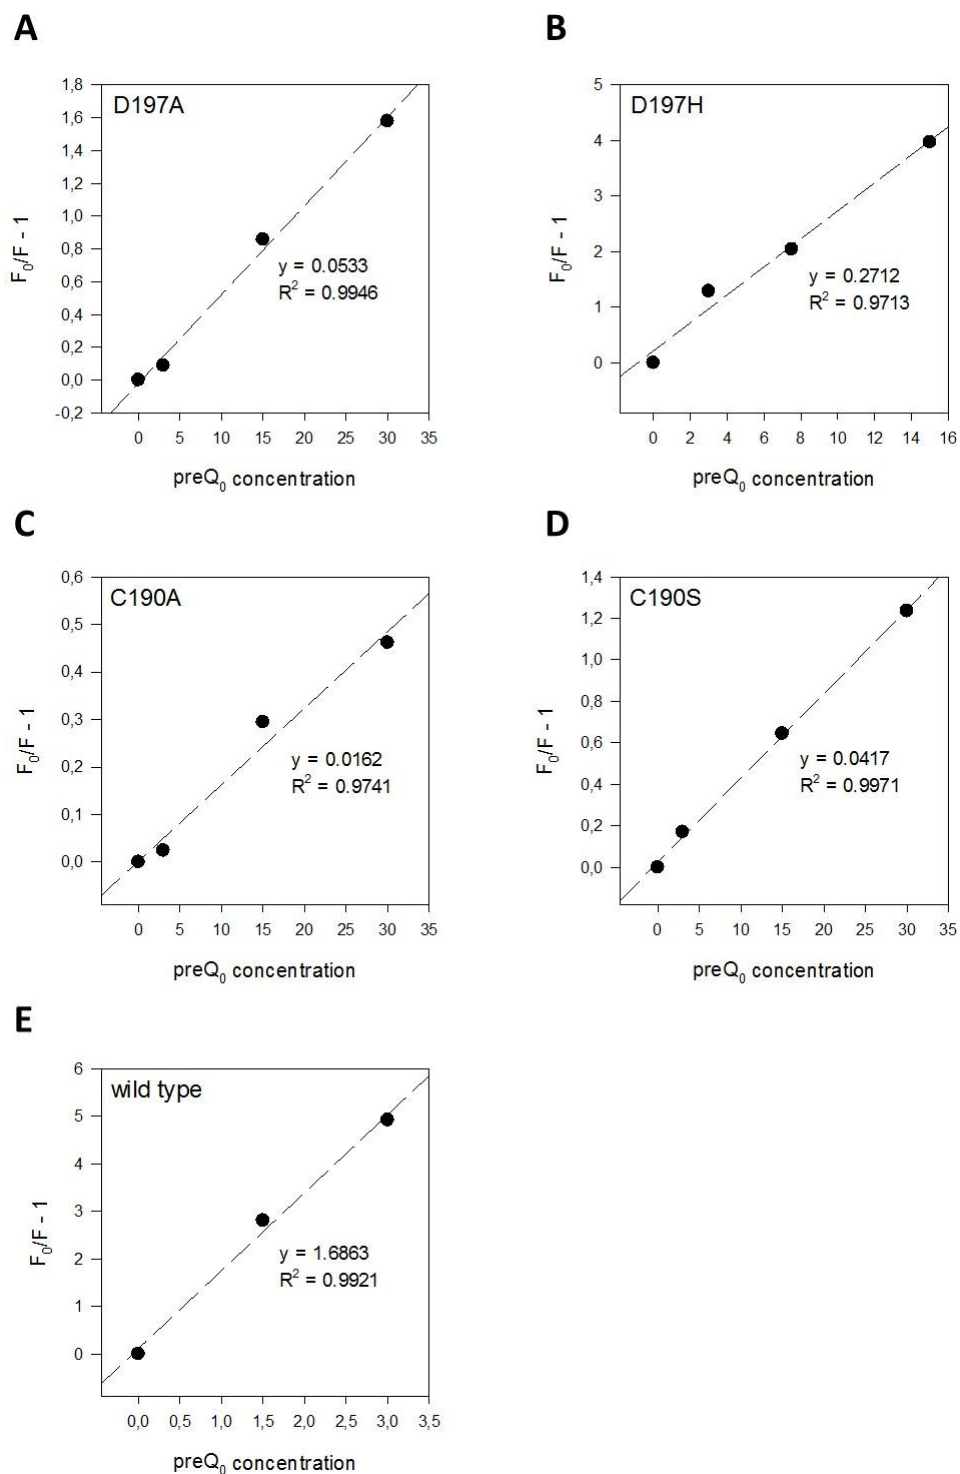 A
D197A
1,8
1,6
1,4
1,2
1,0
0,8
0,6
0,4
0,2
0,0
-0,2
F₀/F - 1
y = 0.0533
R² = 0.9946
0 5 10 15 20 25 30 35
preQ₀ concentration
B
D197H
5
4
3
2
1
0
F₀/F - 1
y = 0.2712
R² = 0.9713
0 2 4 6 8 10 12 14 16
preQ₀ concentration
C
C190A
0,6
0,5
0,4
0,3
0,2
0,1
0,0
F₀/F - 1
y = 0.0162
R² = 0.9741
0 5 10 15 20 25 30 35
preQ₀ concentration
D
C190S
1,4
1,2
1,0
0,8
0,6
0,4
0,2
0,0
F₀/F - 1
y = 0.0417
R² = 0.9971
0 5 10 15 20 25 30 35
preQ₀ concentration
E
wild type
6
5
4
3
2
1
0
F₀/F - 1
y = 1.6863
R² = 0.9921
0,0 0,5 1,0 1,5 2,0 2,5 3,0 3,5
preQ₀ concentration